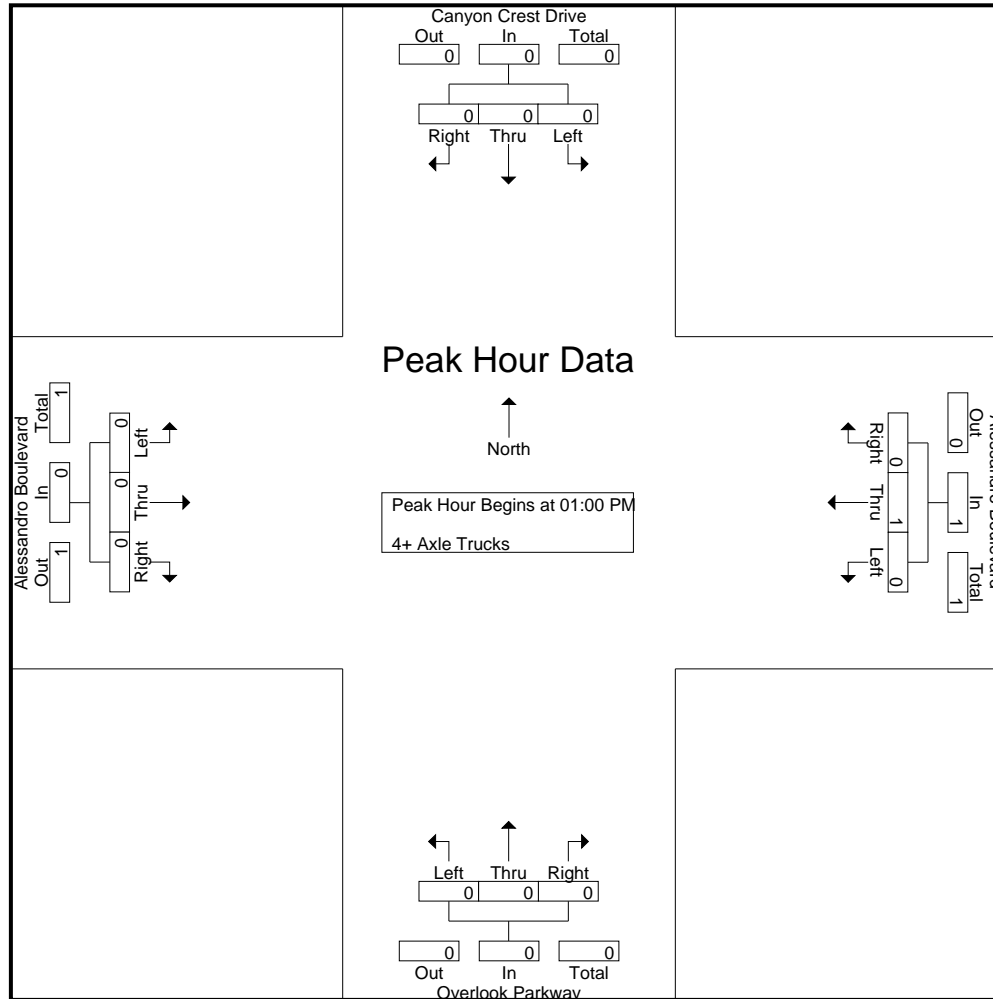 Canyon Crest Drive
Out In Total
0 0 0
0 0 0
Right Thru Left
Peak Hour Data
North
Peak Hour Begins at 01:00 PM
4+ Axle Trucks
Alessandro Boulevard
Total In Out
1 0 1
0 0 0
Left Thru Right
Right Thru Left
0 1 0
0 1 1
Out In Total
Left Thru Right
0 0 0
0 0 0
Out In Total
Overlook Parkway